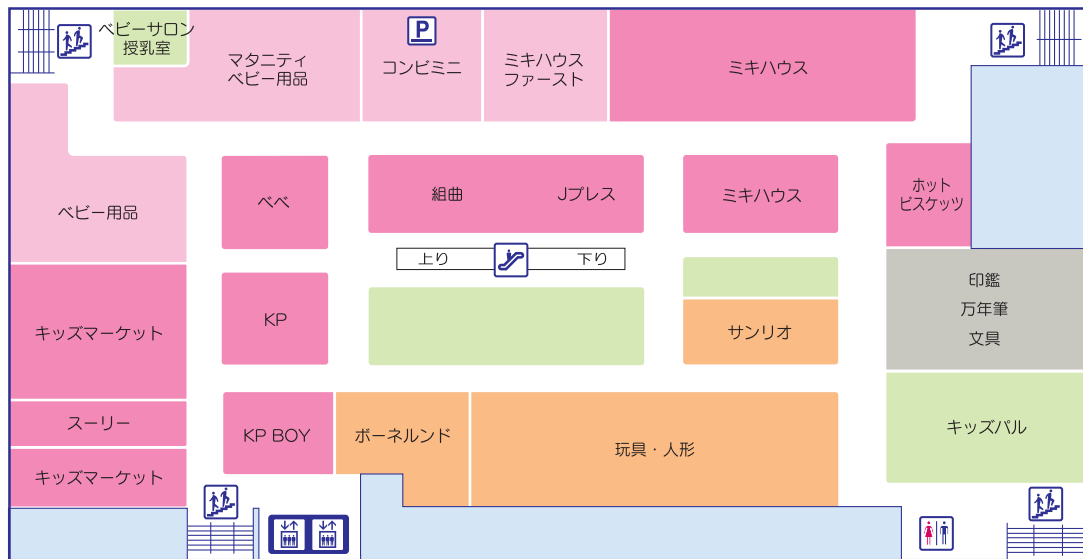 ベビーサロン
授乳室
マタニティ
ベビー用品
P
コンビミニ
ミキハウス
ファースト
ミキハウス
ベビー用品
べべ
組曲
Jプレス
ミキハウス
ホット
ビスケッツ
上り
下り
キッズマーケット
KP
サンリオ
印鑑
万年筆
文具
スーリー
KP BOY
ボーネルンド
玩具・人形
キッズパル
キッズマーケット